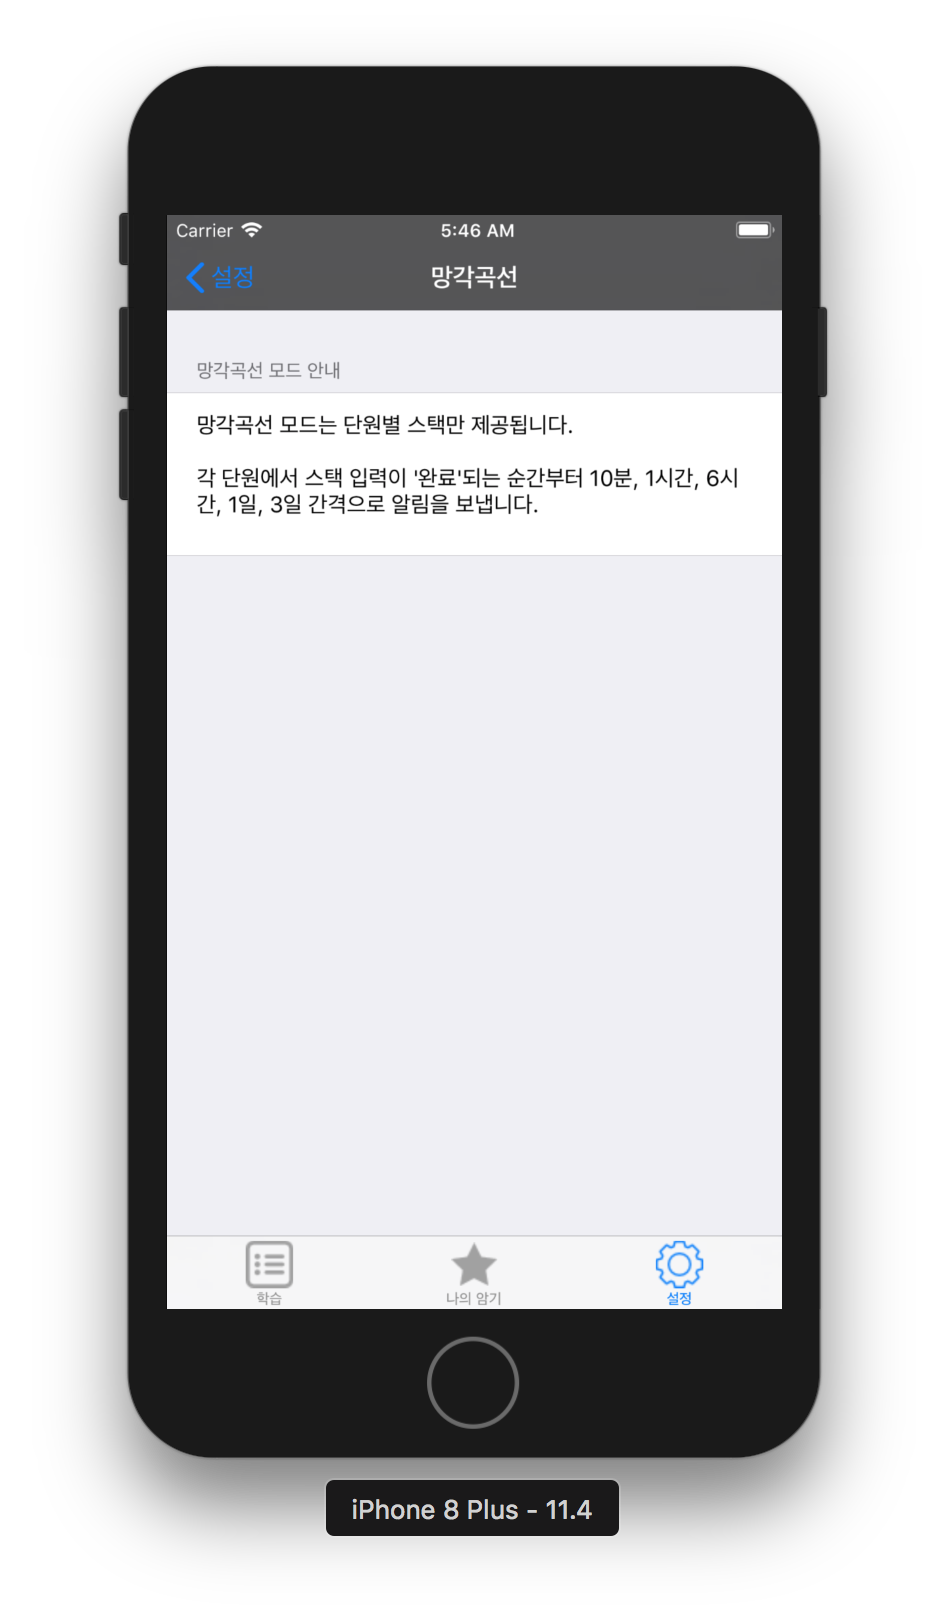 Carrier
5:46 AM
설정
망각곡선
망각곡선 모드 안내
망각곡선 모드는 단원별 스택만 제공됩니다.
각 단원에서 스택 입력이 '완료'되는 순간부터 10분, 1시간, 6시
간, 1일, 3일 간격으로 알림을 보냅니다.
학습
나의 암기
설정
iPhone 8 Plus - 11.4